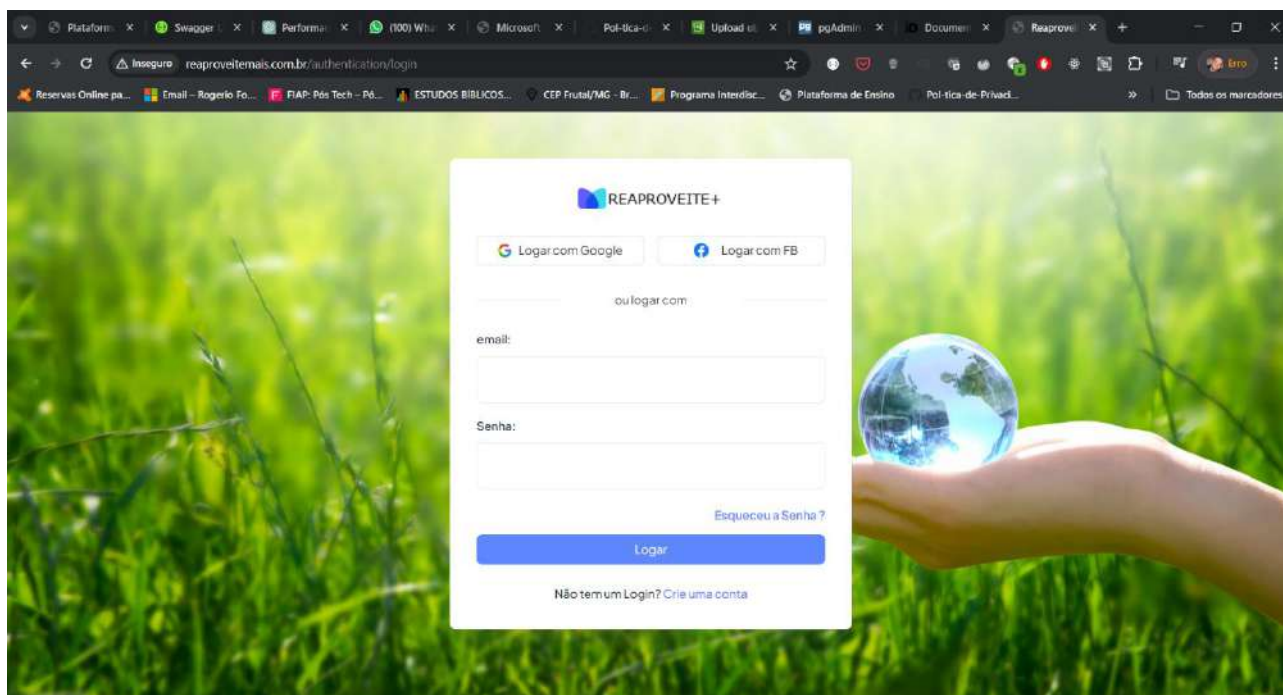 Plataform
Swagger
Performa
(100) Wha
Microsoft
Pol-tica-d
Upload
pgAdmin
Documen
Reaprovei
Inseguro reaproveitemais.com.br/authentication/login
Erro
Reservas Online pa... Email – Rogerio Fo... FIAP: Pós Tech – Pó... ESTUDOS BÍBLICOS... CEP Frutal/MG - Br... Programa Interdisc... Plataforma de Ensino Pol-tica-de-Privaci... Todos os marcadores
REAPROVEITE+
Logar com Google Logar com FB
ou logar com
email:
Senha:
Esqueceu a Senha ?
Logar
Não tem um Login? Crie uma conta